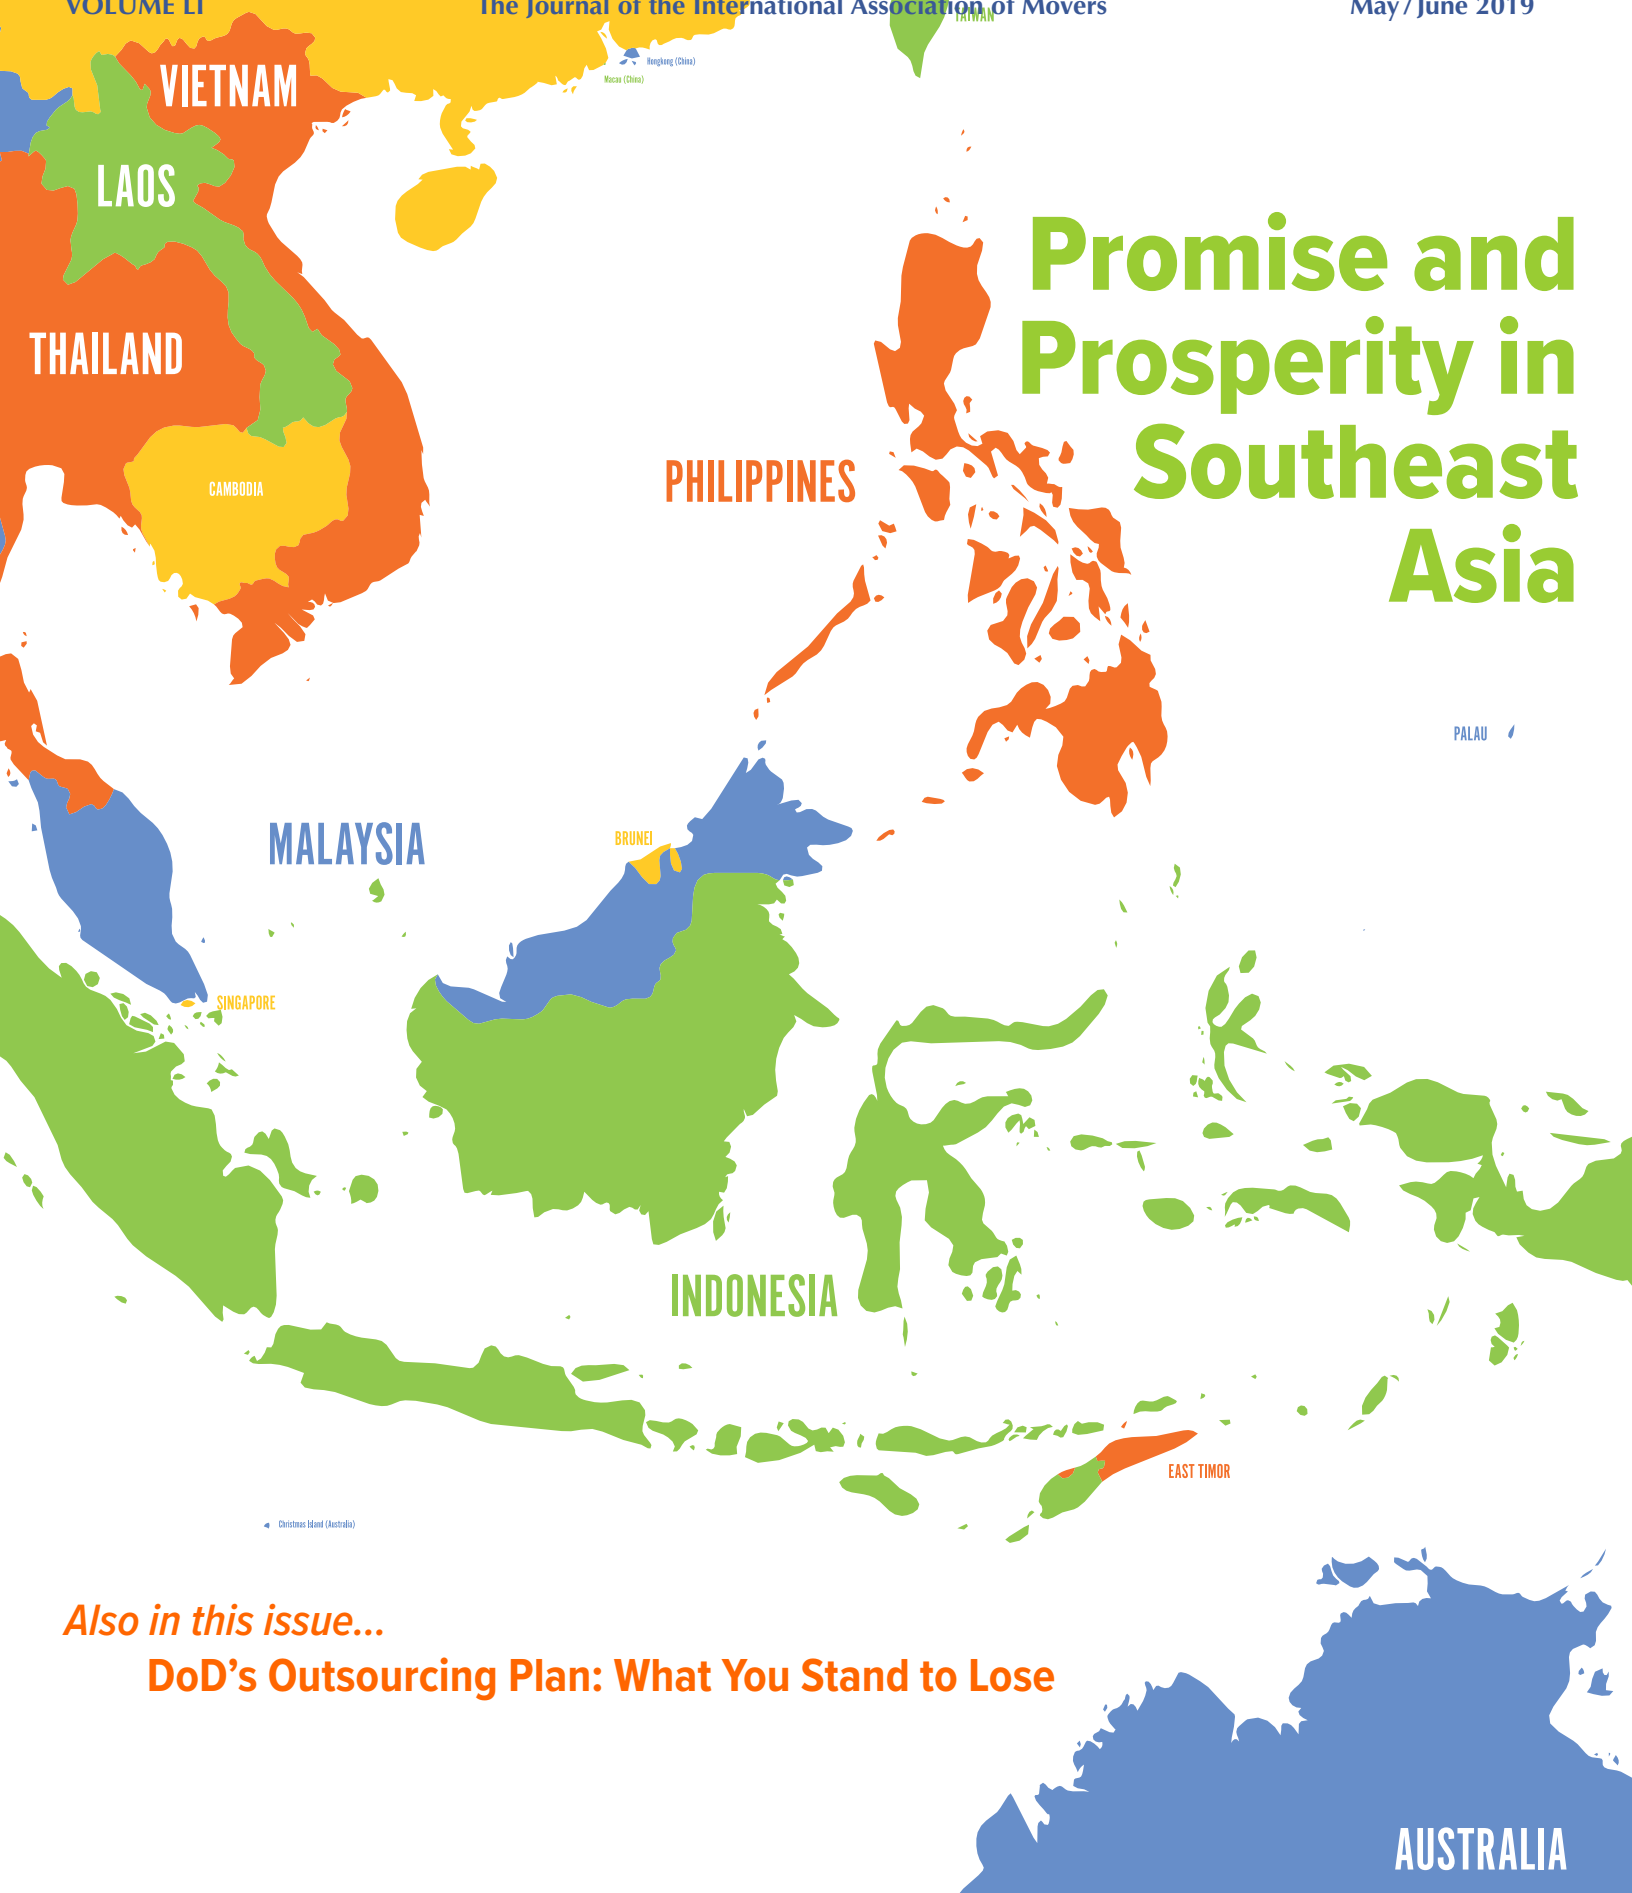 VOLUME LI The Journal of the International Association of Movers May/June 2019
TAIWAN
Hongkong (China)
Macau (China)
VIETNAM
LAOS
THAILAND
CAMBODIA
Promise and
Prosperity in
Southeast
Asia
PHILIPPINES
PALAU
MALAYSIA
BRUNEI
SINGAPORE
INDONESIA
EAST TIMOR
Christmas Island (Australia)
Also in this issue...
DoD’s Outsourcing Plan: What You Stand to Lose
AUSTRALIA